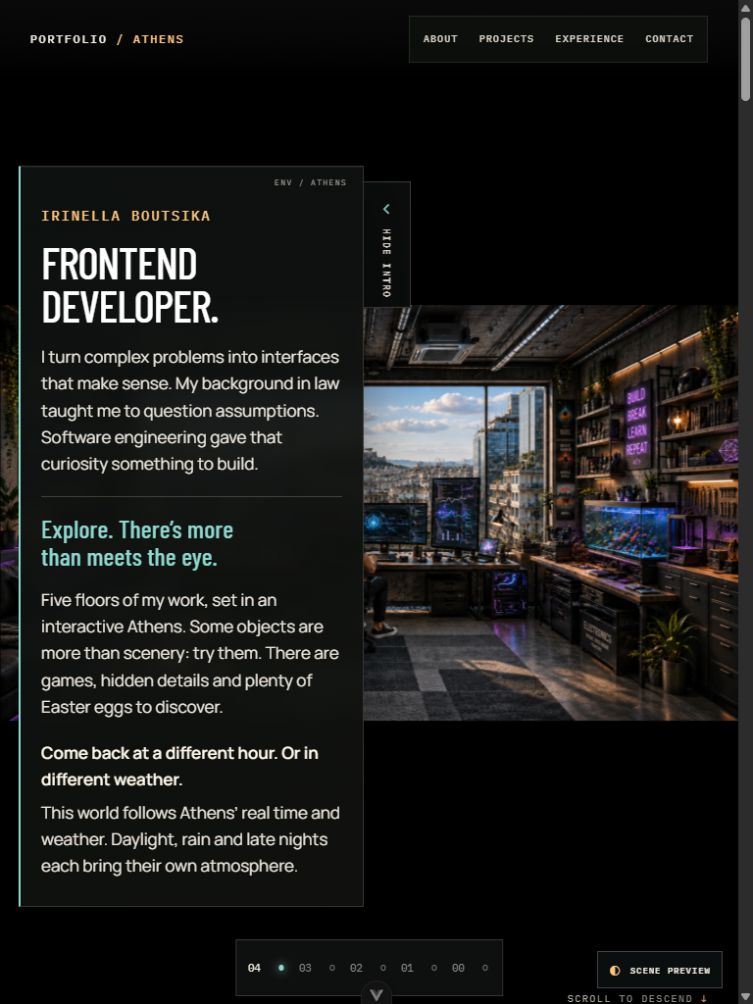 PORTFOLIO / ATHENS
ABOUT PROJECTS EXPERIENCE CONTACT
ENV / ATHENS
IRINELLA BOUTSIKA
HIDE INTRO
FRONTEND
DEVELOPER.
I turn complex problems into interfaces
that make sense. My background in law
taught me to question assumptions.
Software engineering gave that
curiosity something to build.
Explore. There’s more
than meets the eye.
Five floors of my work, set in an
interactive Athens. Some objects are
more than scenery: try them. There are
games, hidden details and plenty of
Easter eggs to discover.
Come back at a different hour. Or in
different weather.
This world follows Athens’ real time and
weather. Daylight, rain and late nights
each bring their own atmosphere.
BUILD
BREAK
LEARN
REPEAT
ELECTRONICS
04 03 02 01 00
SCENE PREVIEW
SCROLL TO DESCEND ↓